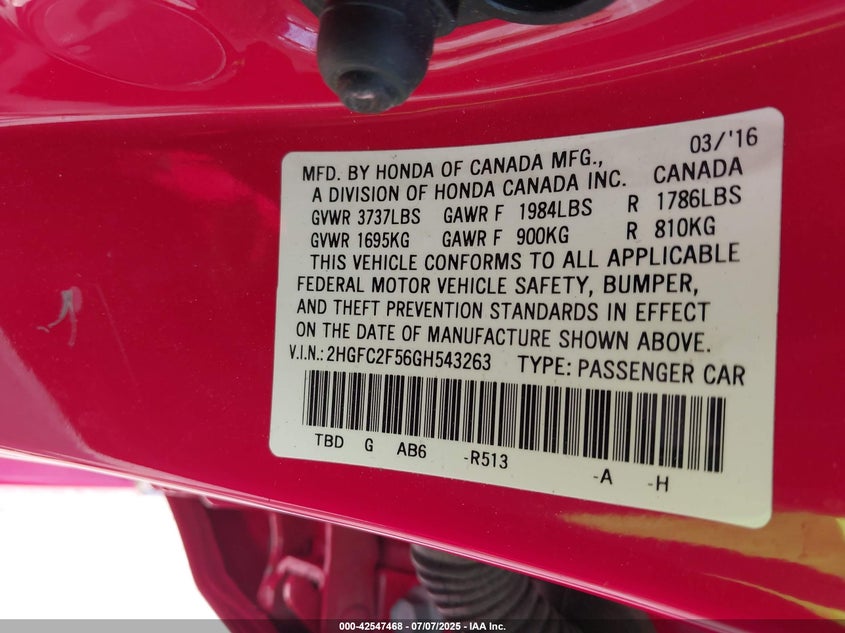 03/'16
MFD. BY HONDA OF CANADA MFG., CANADA
A DIVISION OF HONDA CANADA INC.
GVWR 3737LBS GAWR F 1984LBS R 1786LBS
GVWR 1695KG GAWR F 900KG R 810KG
THIS VEHICLE CONFORMS TO ALL APPLICABLE
FEDERAL MOTOR VEHICLE SAFETY, BUMPER,
AND THEFT PREVENTION STANDARDS IN EFFECT
ON THE DATE OF MANUFACTURE SHOWN ABOVE.
V.I.N.: 2HGFC2F56GH543263 TYPE: PASSENGER CAR
TBD G AB6 -R513 -A -H
000-42547468 - 07/07/2025 - IAA Inc.